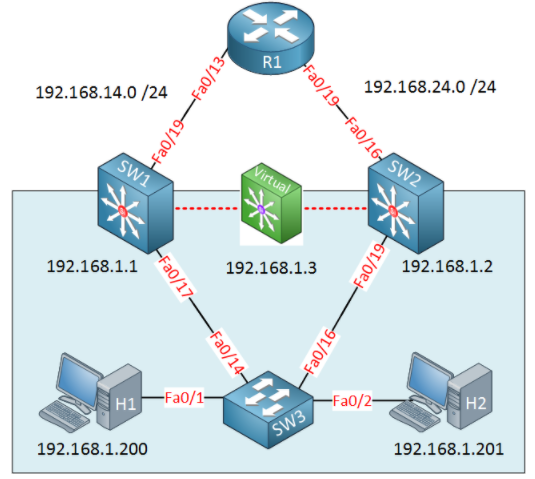 R1
192.168.14.0 /24
192.168.24.0 /24
Fa0/13
Fa0/19
Fa0/19
Fa0/16
SW1
Virtual
SW2
192.168.1.1
192.168.1.3
192.168.1.2
Fa0/17
Fa0/19
Fa0/14
Fa0/16
H1
Fa0/1
SW3
Fa0/2
H2
192.168.1.200
192.168.1.201